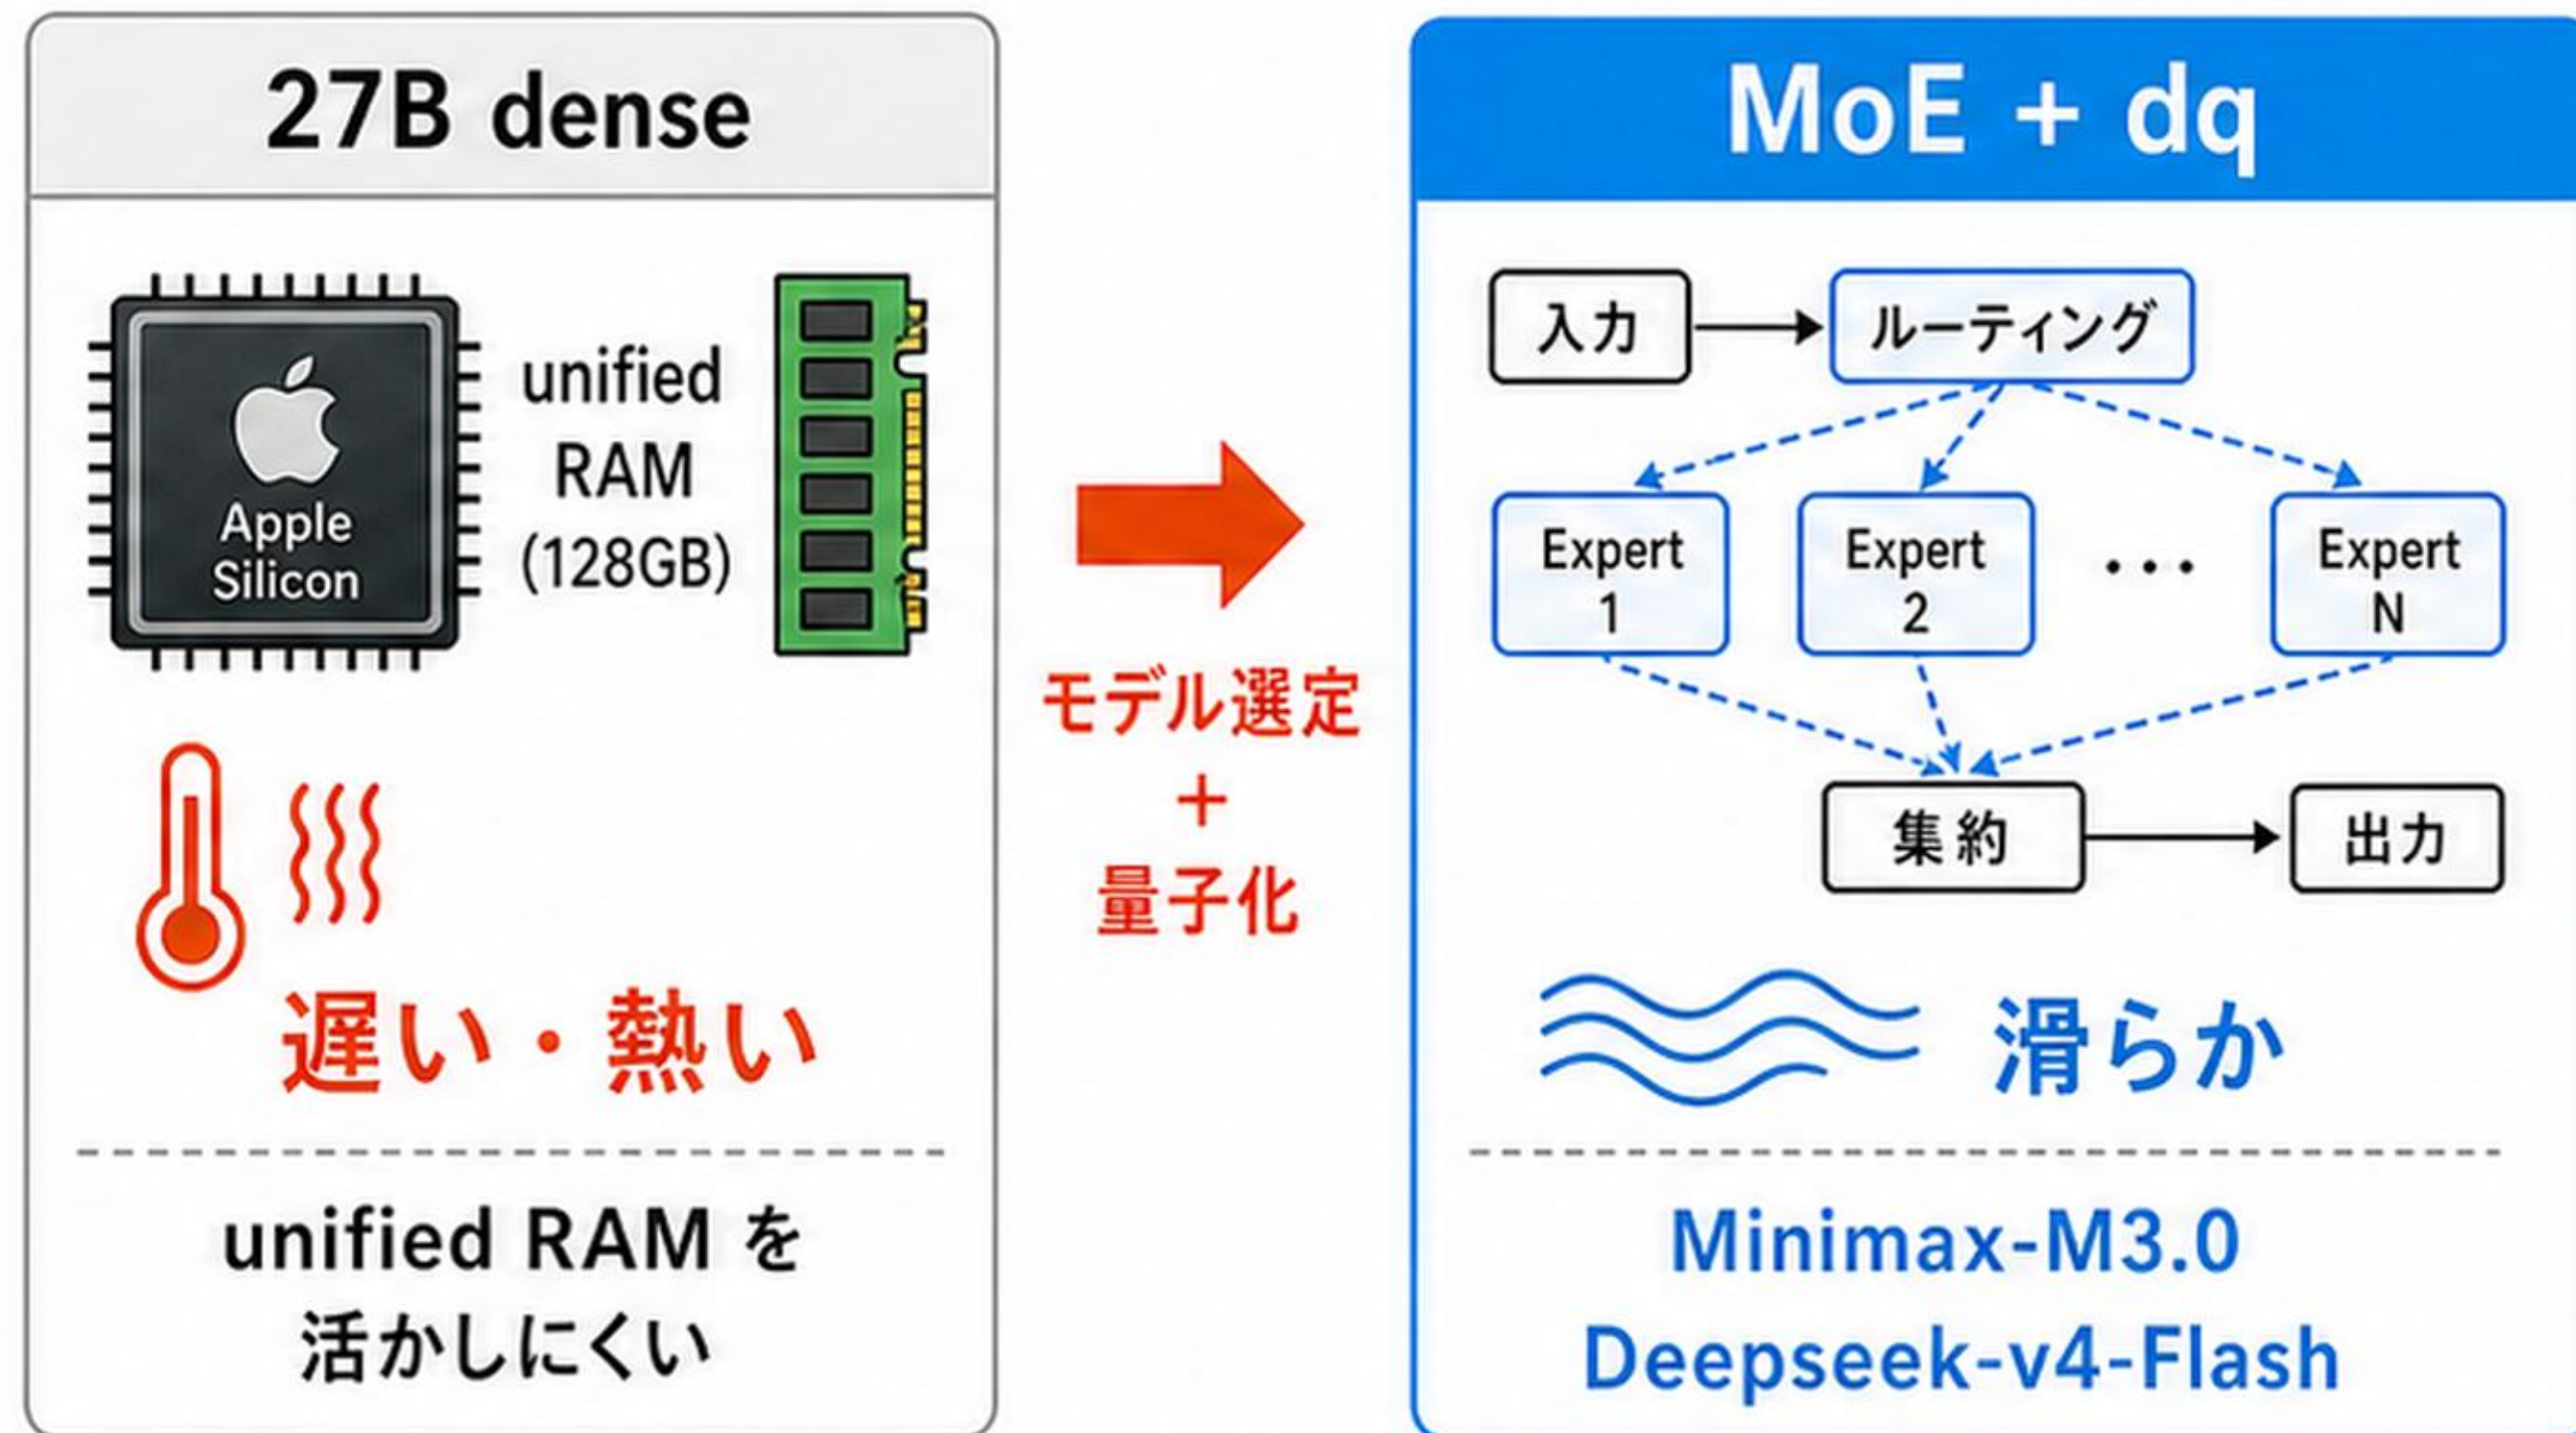 27B dense
Apple
Silicon
unified
RAM
(128GB)
遅い・熱い
unified RAM を
活かしにくい
モデル選定
+
量子化
MoE + dq
入力
ルーティング
Expert
1
Expert
2
...
Expert
N
集約
出力
滑らか
Minimax-M3.0
Deepseek-v4-Flash